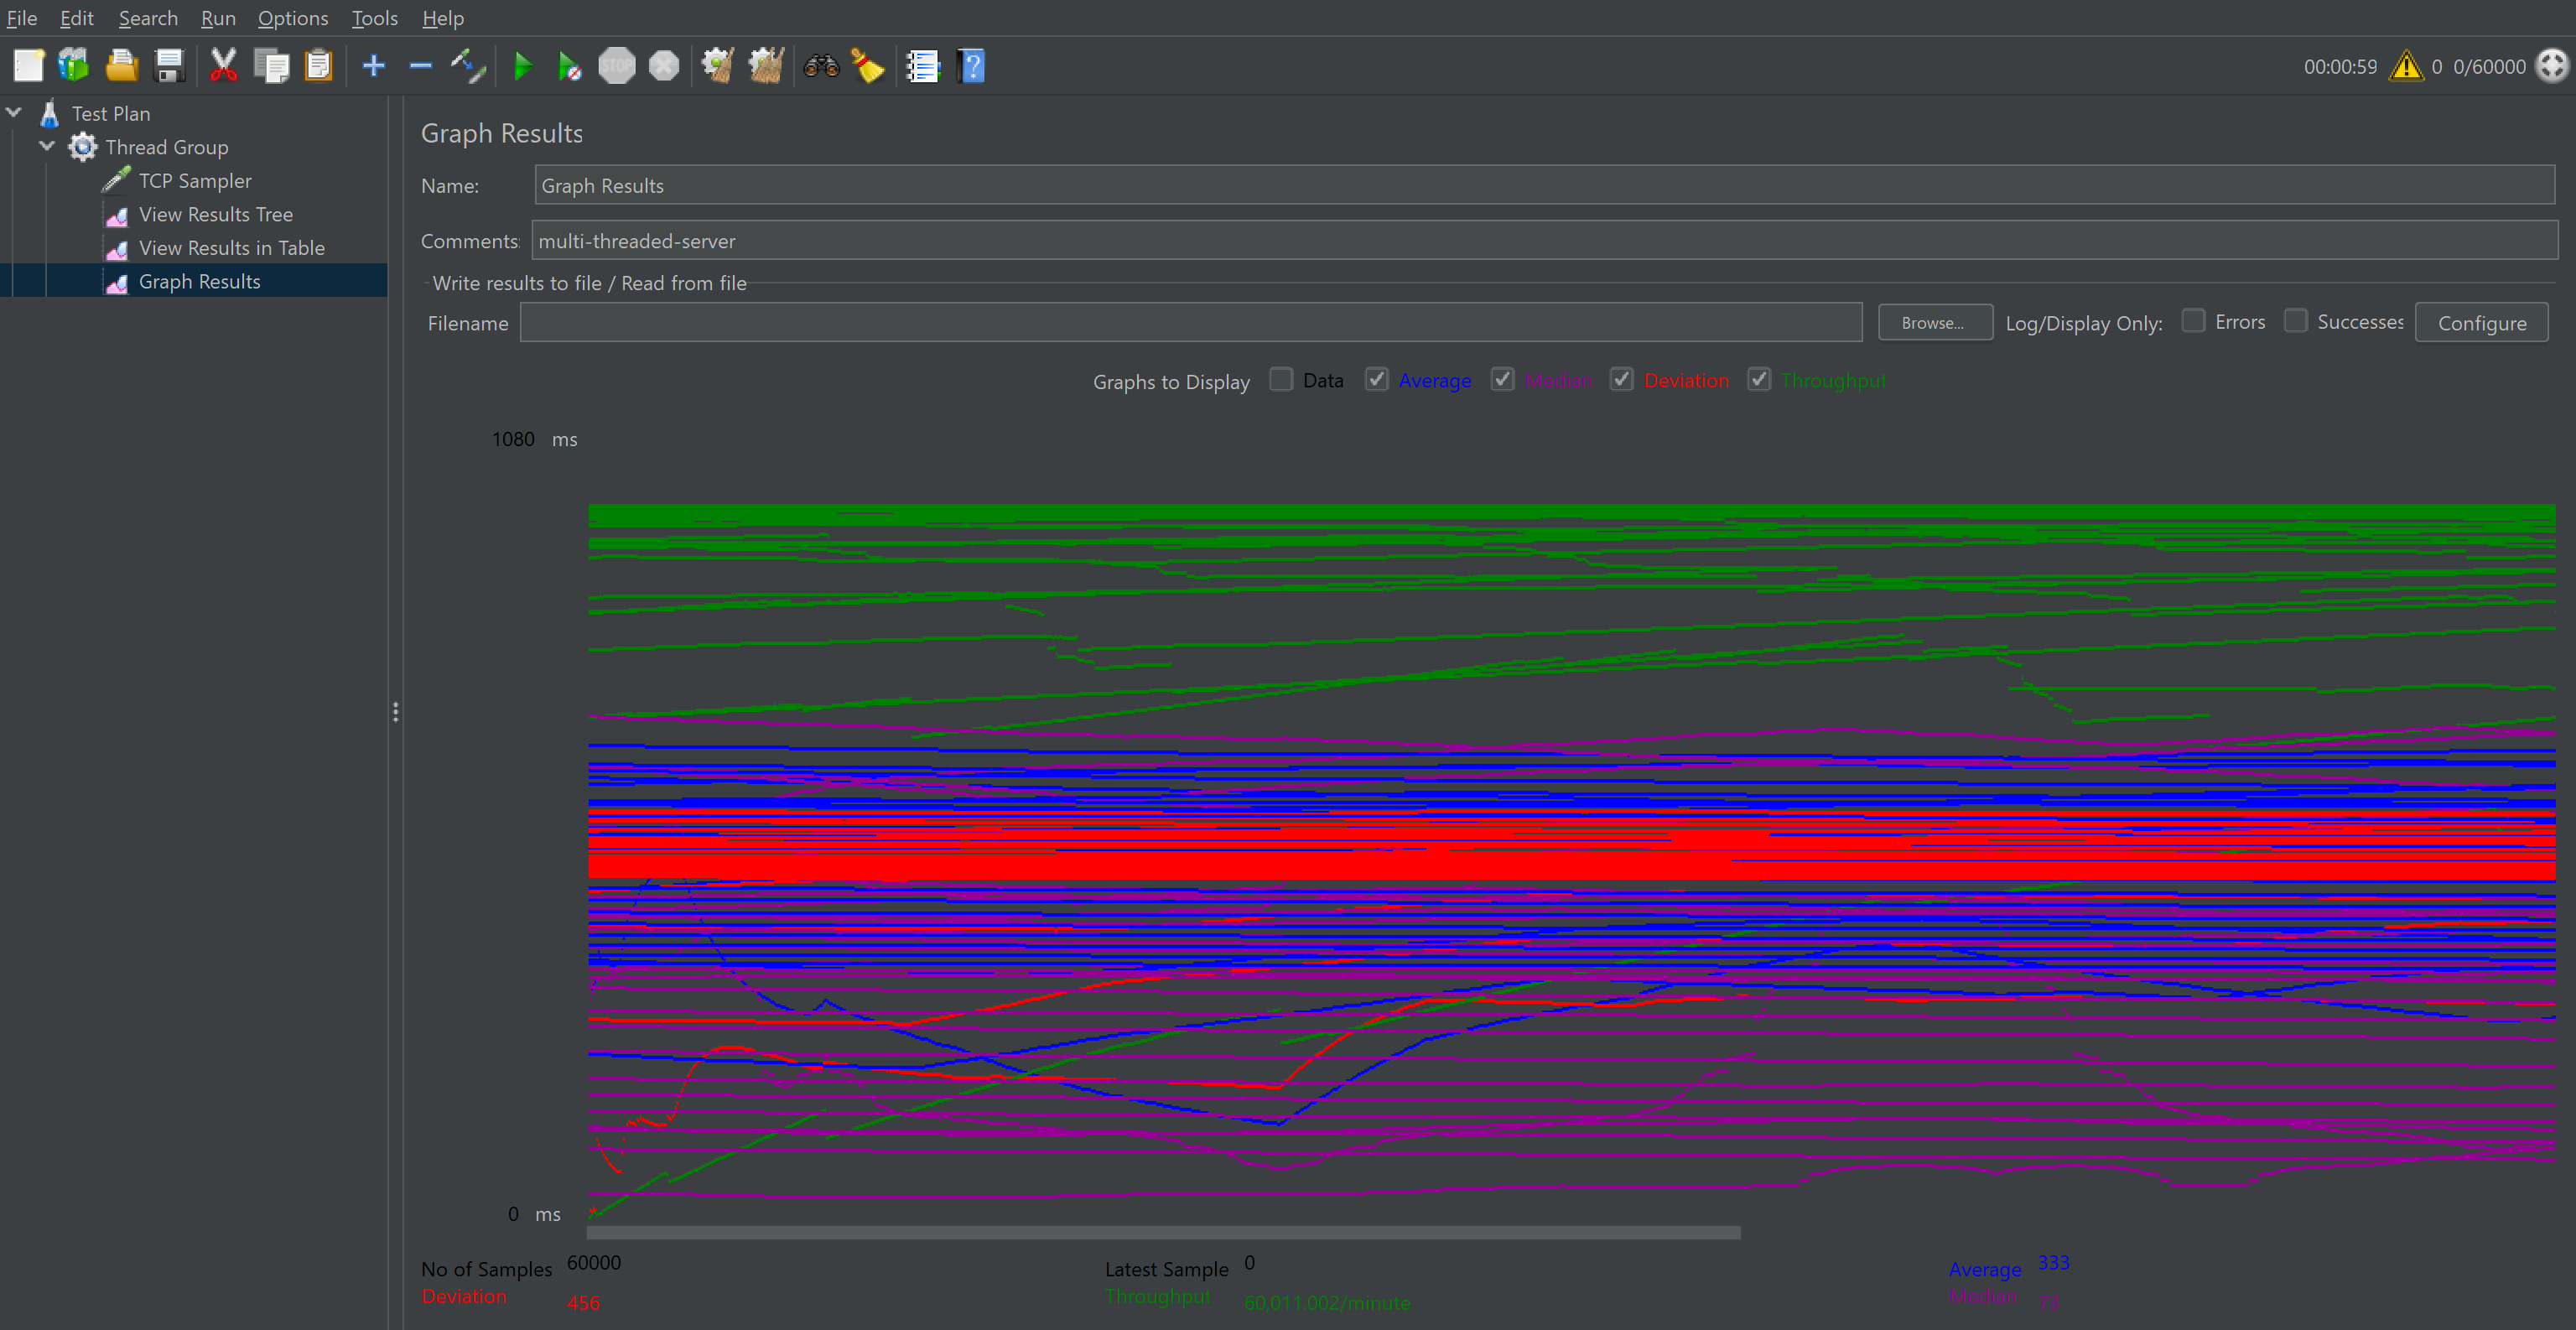 File Edit Search Run Options Tools Help
STOP
00:00:59 0 0/60000
Test Plan
Thread Group
TCP Sampler
View Results Tree
View Results in Table
Graph Results
Graph Results
Name: Graph Results
Comments: multi-threaded-server
Write results to file / Read from file
Filename Browse... Log/Display Only: Errors Successes Configure
Graphs to Display Data Average Median Deviation Throughput
1080 ms
0 ms
No of Samples 60000 Latest Sample 0 Average 333
Deviation 456 Throughput 60,011.002/minute Median 73